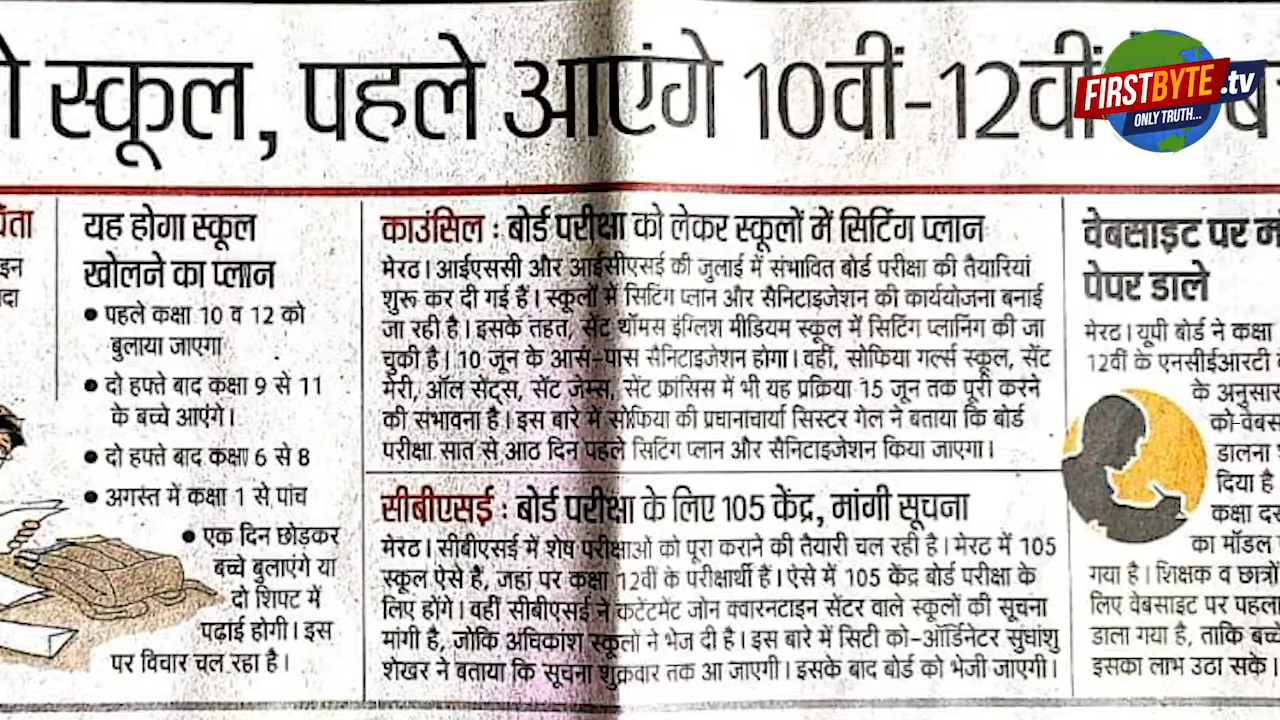 स्कूल, पहले आएंगे 10वीं-12वीं
FIRSTBYTE.tv
ONLY TRUTH...
यह होगा स्कूल
खोलने का प्लान
• पहले कक्षा 10 व 12 को
बुलाया जाएगा
• दो हफ्ते बाद कक्षा 9 से 11
के बच्चे आएंगे।
• दो हफ्ते बाद कक्षा 6 से 8
• अगस्त में कक्षा 1 से पांच
• एक दिन छोडकर
बच्चे बुलाएंगे या
दो शिफ्ट में
पढ़ाई होगी। इस
पर विचार चल रहा है।
काउंसिल : बोर्ड परीक्षा को लेकर स्कूलों में सिटिंग प्लान
मेरठ। आईएससी और आईसीएसई की जुलाई में संभावित बोर्ड परीक्षा की तैयारियां
शुरू कर दी गई हैं। स्कूलों में सिटिंग प्लान और सैनिटाइजेशन की कार्ययोजना बनाई
जा रही है। इसके तहत, सेंट थॉमस इंग्लिश मीडियम स्कूल में सिटिंग प्लानिंग की जा
चुकी है। 10 जून के आस-पास सैनिटाइजेशन होगा। वहीं, सोफिया गर्ल्स स्कूल, सेंट
मेरी, ऑल सेंट्स, सेंट जेम्स, सेंट फ्रांसिस में भी यह प्रक्रिया 15 जून तक पूरी करने
की संभावना है। इस बारे में सोफिया की प्रधानाचार्या सिस्टर गेल ने बताया कि बोर्ड
परीक्षा सात से आठ दिन पहले सिटिंग प्लान और सैनिटाइजेशन किया जाएगा।
सीबीएसई : बोर्ड परीक्षा के लिए 105 केंद्र, मांगी सूचना
मेरठ। सीबीएसई में शेष परीक्षाओं को पूरा कराने की तैयारी चल रही है। मेरठ में 105
स्कूल ऐसे हैं, जहां पर कक्षा 12वीं के परीक्षार्थी हैं। ऐसे में 105 केंद्र बोर्ड परीक्षा के
लिए होंगे। वहीं सीबीएसई ने कंटेंटमेंट जोन क्वारनटाइन सेंटर वाले स्कूलों की सूचना
मांगी है, जोकि अधिकांश स्कूलों ने भेज दी है। इस बारे में सिटी को-ऑर्डिनेटर सुधांशु
शेखर ने बताया कि सूचना शुक्रवार तक आ जाएगी। इसके बाद बोर्ड को भेजी जाएगी।
वेबसाइट पर
पेपर डाले
मेरठ। यूपी बोर्ड ने कक्षा
12वीं के एनसीईआरटी
के अनुसार
को वेबस
डालना
दिया है
कक्षा दस
का मॉडल
गया है। शिक्षक व छात्रों
लिए वेबसाइट पर पहला
डाला गया है, ताकि बच्चे
इसका लाभ उठा सकें।